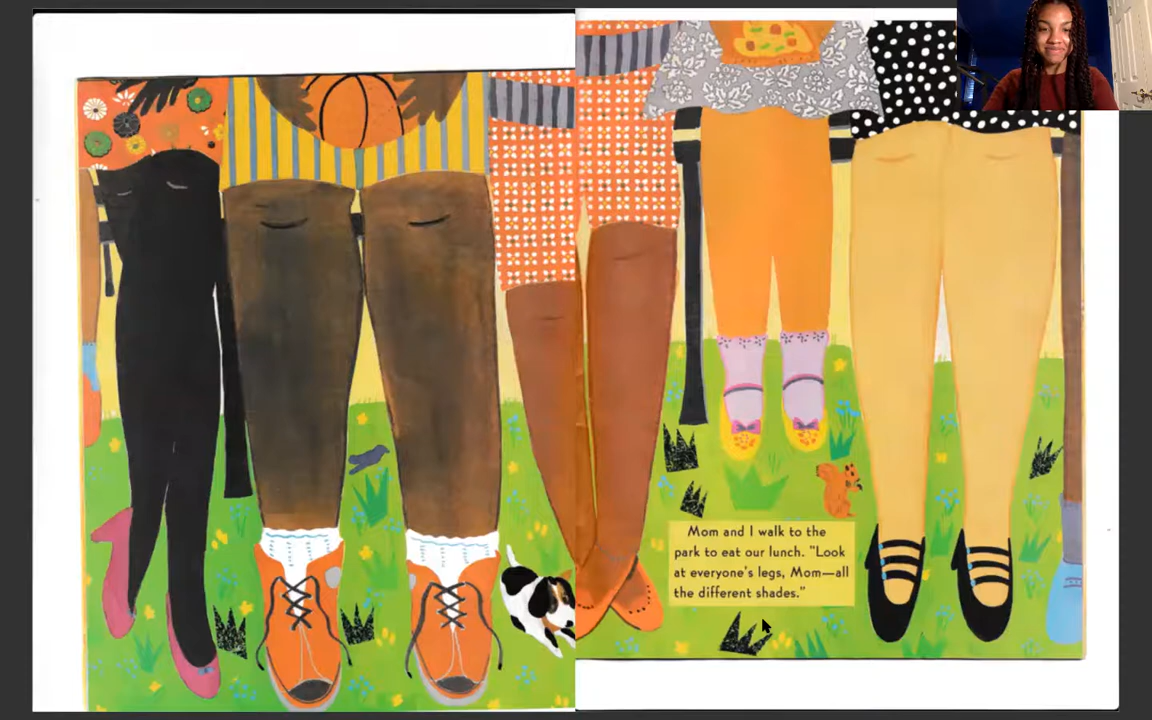 Mom and I walk to the
park to eat our lunch. "Look
at everyone's legs, Mom—all
the different shades."